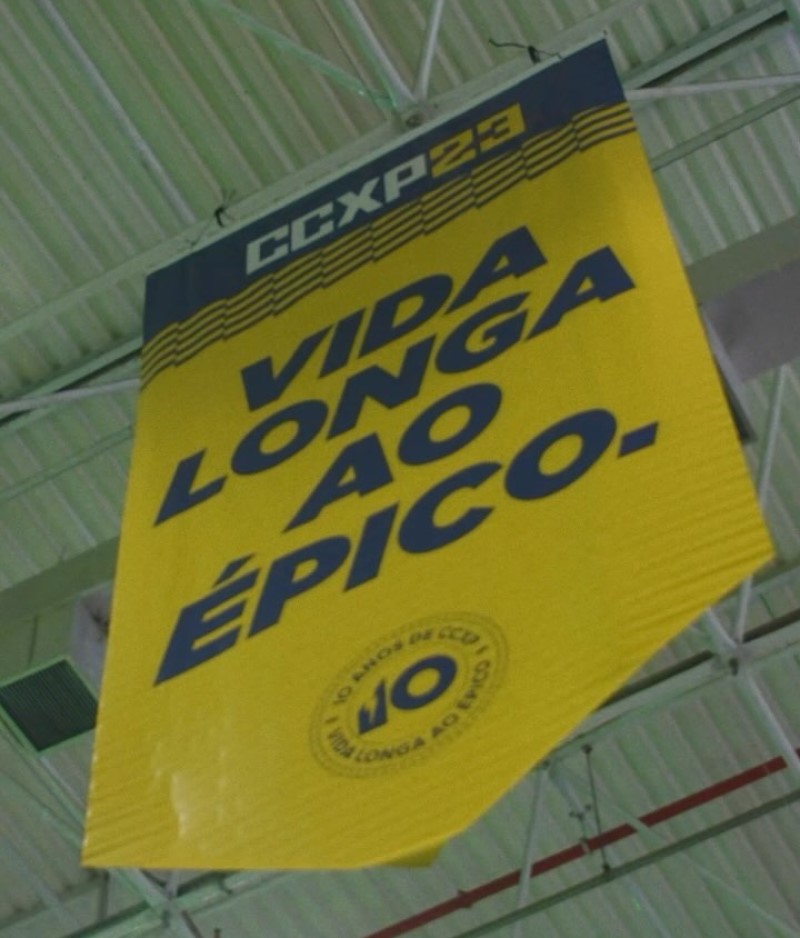 CCXP23
VIDA
LONGA
AO
ÉPICO.
10 ANOS DE CCXP
10
VIDA LONGA AO ÉPICO